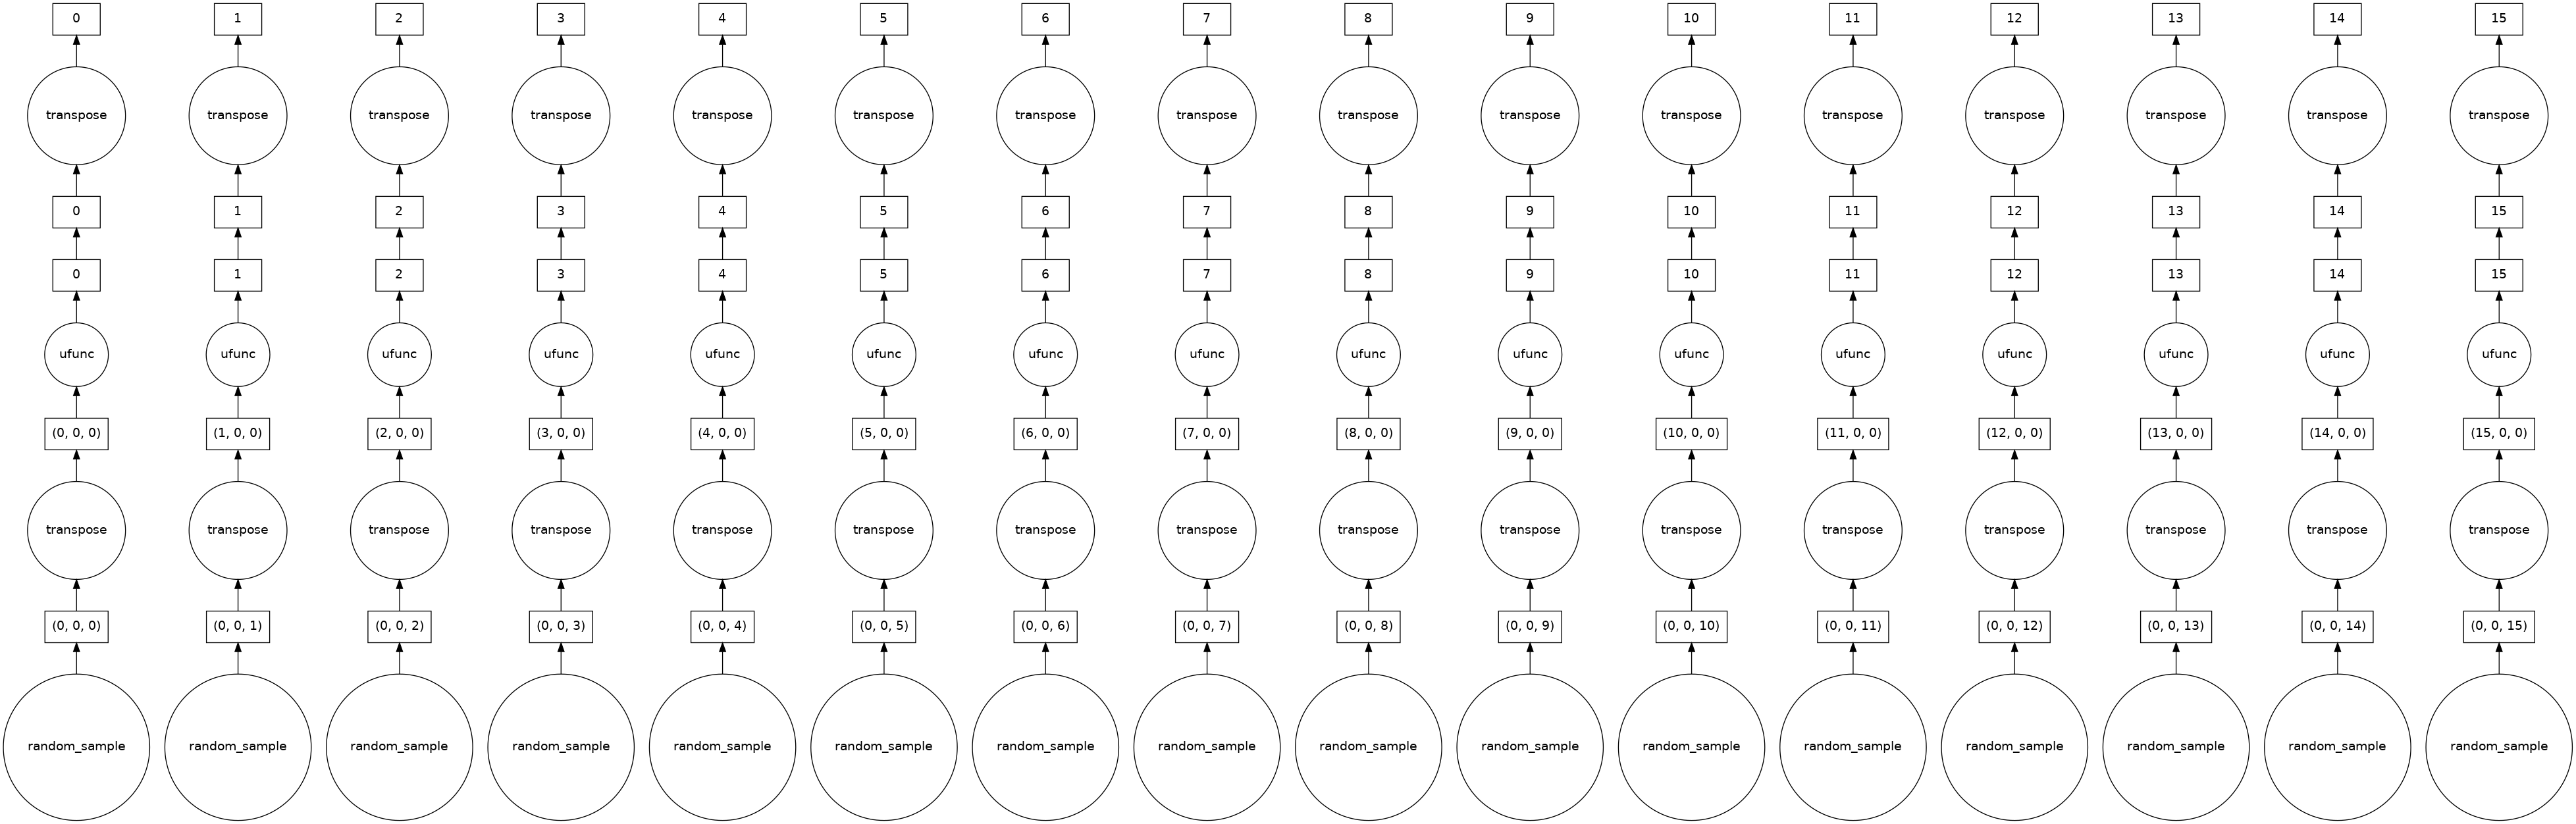 0 1 2 3 4 5 6 7 8 9 10 11 12 13 14 15
transpose transpose transpose transpose transpose transpose transpose transpose transpose transpose transpose transpose transpose transpose transpose transpose
0 1 2 3 4 5 6 7 8 9 10 11 12 13 14 15
0 1 2 3 4 5 6 7 8 9 10 11 12 13 14 15
ufunc ufunc ufunc ufunc ufunc ufunc ufunc ufunc ufunc ufunc ufunc ufunc ufunc ufunc ufunc ufunc
(0, 0, 0) (1, 0, 0) (2, 0, 0) (3, 0, 0) (4, 0, 0) (5, 0, 0) (6, 0, 0) (7, 0, 0) (8, 0, 0) (9, 0, 0) (10, 0, 0) (11, 0, 0) (12, 0, 0) (13, 0, 0) (14, 0, 0) (15, 0, 0)
transpose transpose transpose transpose transpose transpose transpose transpose transpose transpose transpose transpose transpose transpose transpose transpose
(0, 0, 0) (0, 0, 1) (0, 0, 2) (0, 0, 3) (0, 0, 4) (0, 0, 5) (0, 0, 6) (0, 0, 7) (0, 0, 8) (0, 0, 9) (0, 0, 10) (0, 0, 11) (0, 0, 12) (0, 0, 13) (0, 0, 14) (0, 0, 15)
random_sample random_sample random_sample random_sample random_sample random_sample random_sample random_sample random_sample random_sample random_sample random_sample random_sample random_sample random_sample random_sample